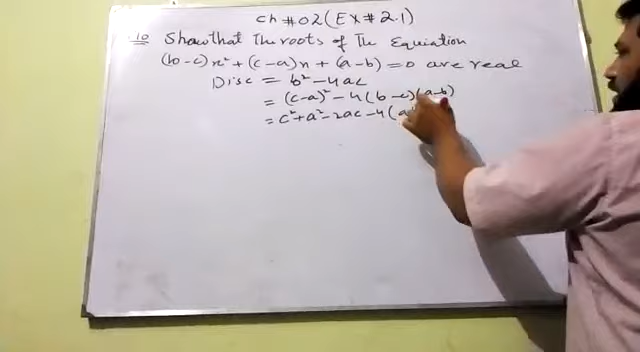 Ch # 02 (EX # 2.1)
10 Show that The roots of The Equation
(b-c)x² + (c-a)x + (a-b) = 0 are real
Disc = b² - 4ac
= (c-a)² - 4(b-c)(a-b)
= c² + a² - 2ac - 4(a